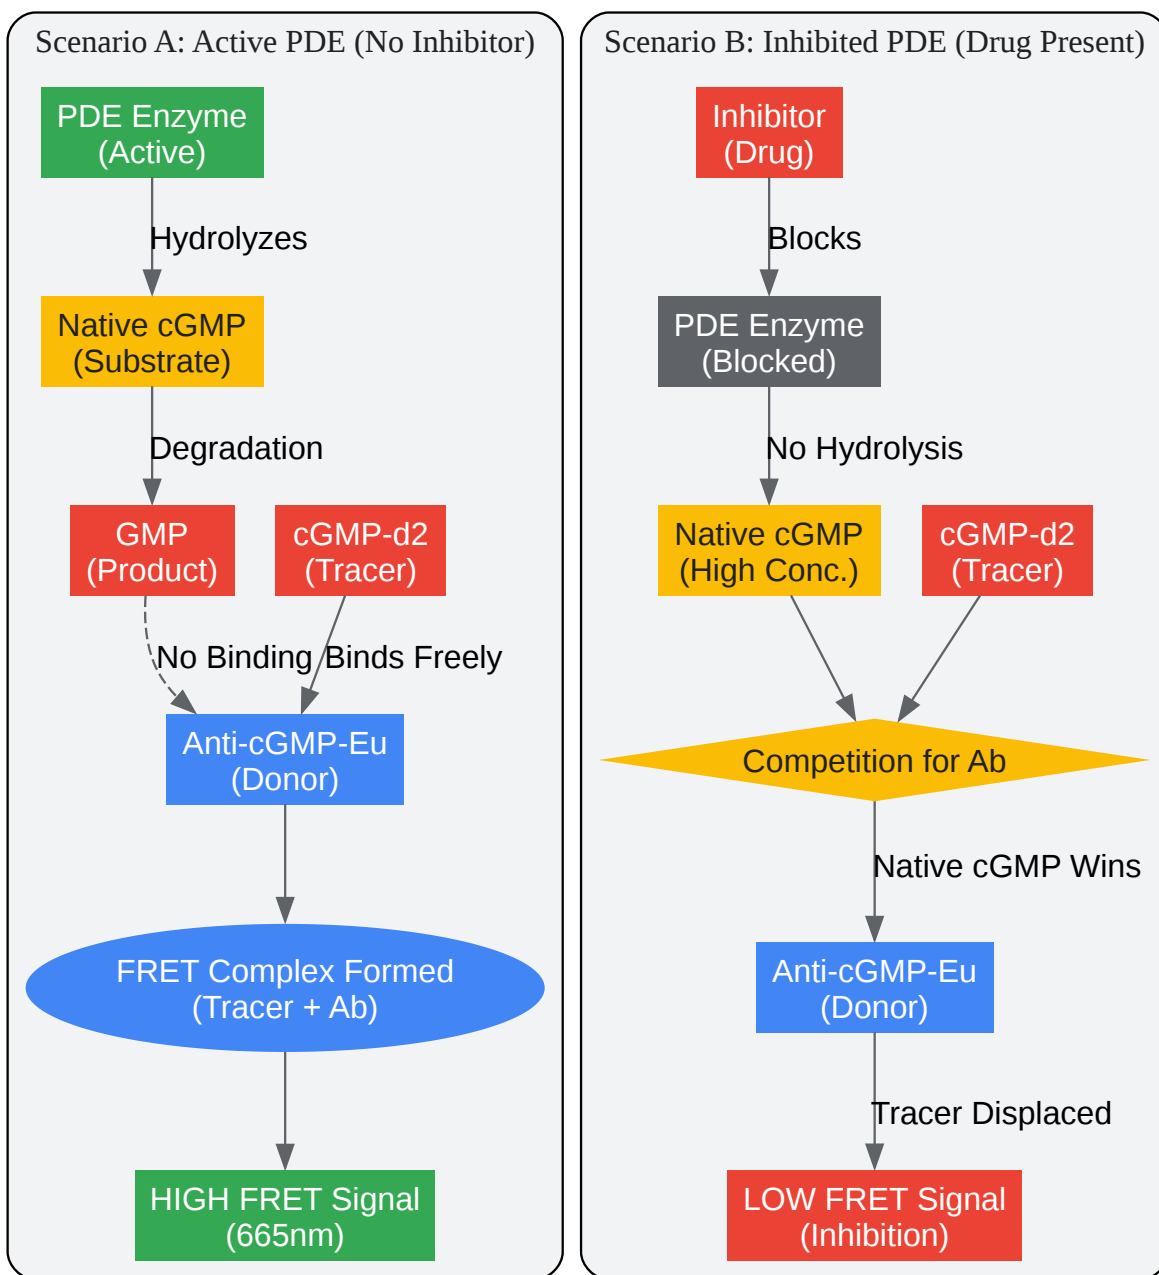 Scenario A: Active PDE (No Inhibitor)
PDE Enzyme
(Active)
Hydrolyzes
Native cGMP
(Substrate)
Degradation
GMP
(Product)
cGMP-d2
(Tracer)
No Binding
Binds Freely
Anti-cGMP-Eu
(Donor)
FRET Complex Formed
(Tracer + Ab)
HIGH FRET Signal
(665nm)
Scenario B: Inhibited PDE (Drug Present)
Inhibitor
(Drug)
Blocks
PDE Enzyme
(Blocked)
No Hydrolysis
Native cGMP
(High Conc.)
cGMP-d2
(Tracer)
Competition for Ab
Native cGMP Wins
Anti-cGMP-Eu
(Donor)
Tracer Displaced
LOW FRET Signal
(Inhibition)